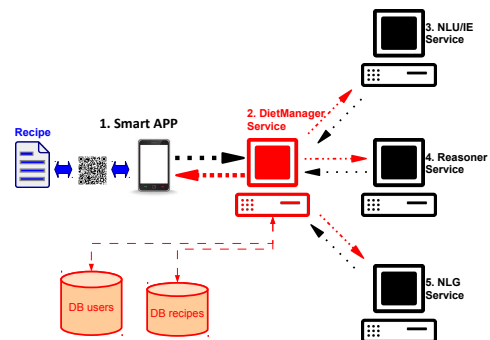 3. NLU/IE
Service
1. Smart APP
2. DietManager
Service
Recipe
4. Reasoner
Service
5. NLG
Service
DB users
DB recipes